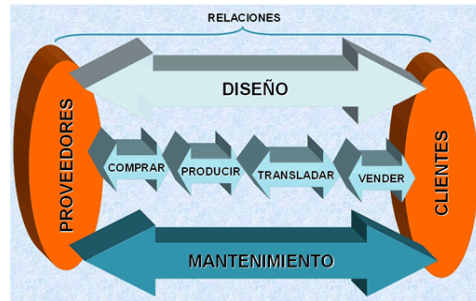 RELACIONES
DISEÑO
PROVEEDORES
COMPRAR
PRODUCIR
TRANSLADAR
VENDER
CLIENTES
MANTENIMIENTO